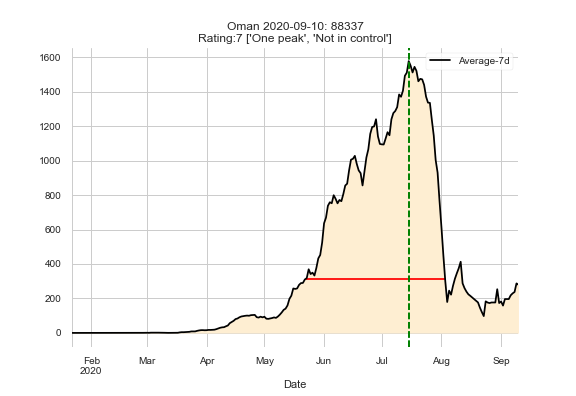 Oman 2020-09-10: 88337
Rating:7 ['One peak', 'Not in control']
Average-7d
1600
1400
1200
1000
800
600
400
200
0
Feb Mar Apr May Jun Jul Aug Sep
2020
Date